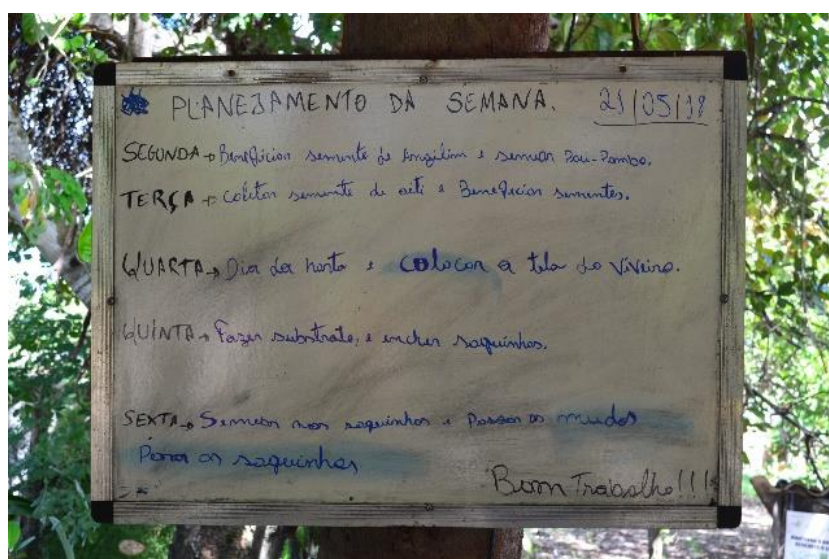 PLANEJAMENTO DA SEMANA. 21/05/18
SEGUNDA → Beneficiar semente de Angelim e semear Pau-Pombo.
TERÇA → Coletar semente de oiti e Beneficiar sementes.
QUARTA → Dia da horta e colocar a tela do Viveiro.
QUINTA → Fazer substrato, e encher saquinhos.
SEXTA → Semear nos saquinhos e Passar as mudas
Para os saquinhos
Bom Trabalho!!!